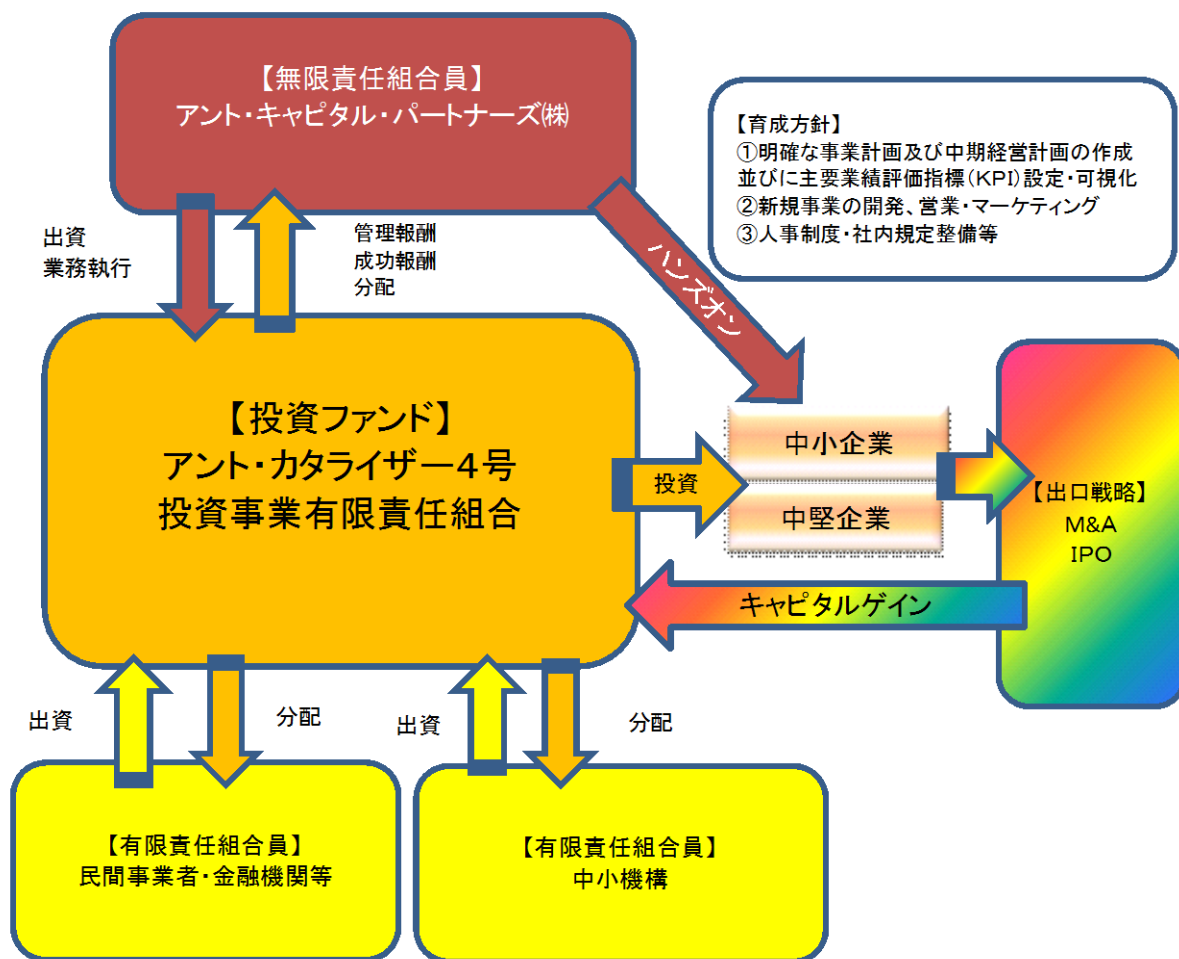 【無限責任組合員】
アント・キャピタル・パートナーズ㈱
【育成方針】
①明確な事業計画及び中期経営計画の作成
並びに主要業績評価指標（KPI）設定・可視化
②新規事業の開発、営業・マーケティング
③人事制度・社内規定整備等
出資
業務執行
管理報酬
成功報酬
分配
ハンズオン
【投資ファンド】
アント・カタライザー４号
投資事業有限責任組合
投資
中小企業
中堅企業
【出口戦略】
M&A
IPO
キャピタルゲイン
出資
分配
出資
分配
【有限責任組合員】
民間事業者・金融機関等
【有限責任組合員】
中小機構